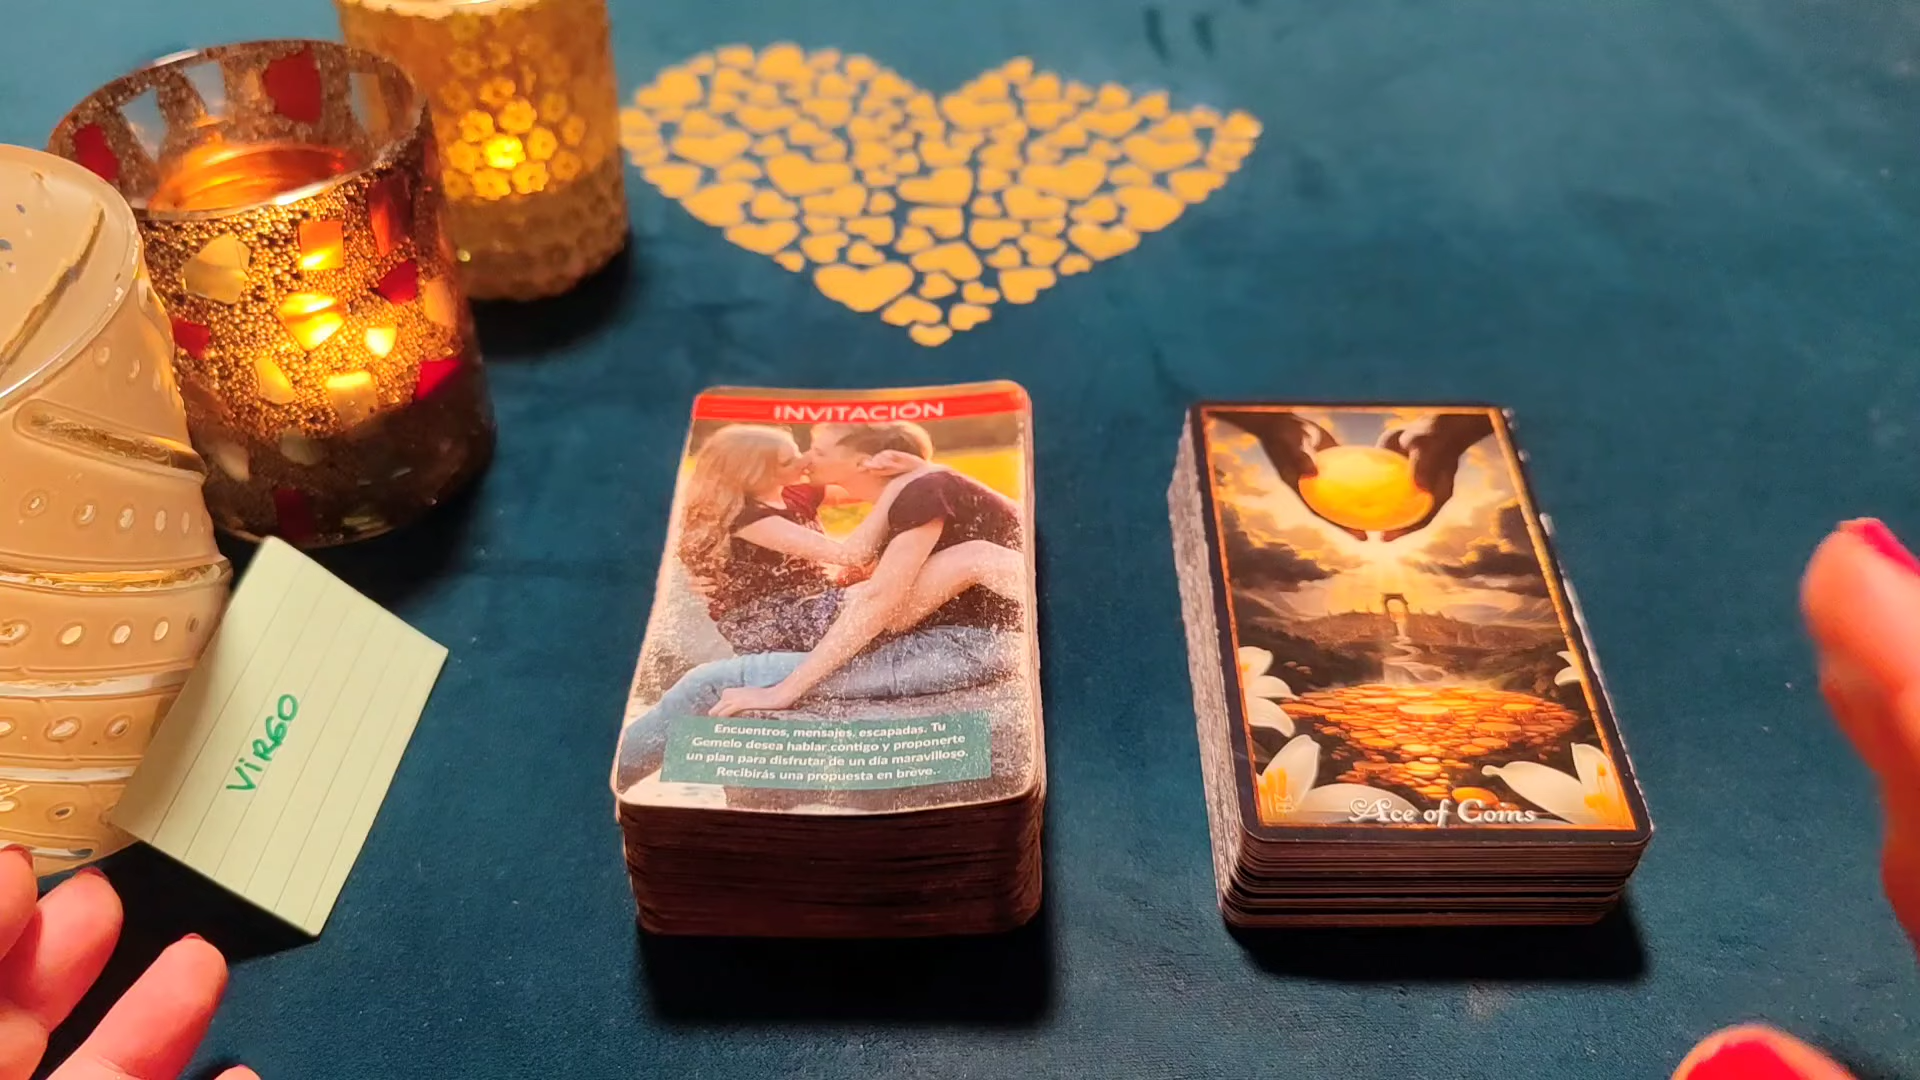 INVITACIÓN
Encuentros, mensajes, escapadas. Tu
Gemelo desea hablar contigo y proponerte
un plan para disfrutar de un día maravilloso.
Recibirás una propuesta en breve.
Ace of Coins
VIRGO